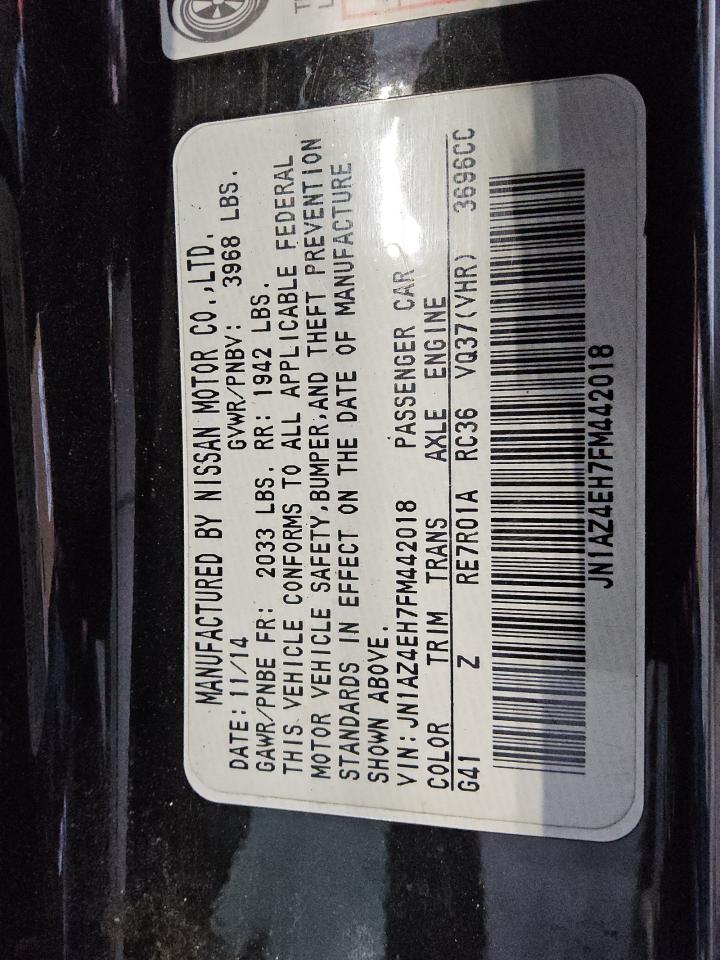 MANUFACTURED BY NISSAN MOTOR CO.,LTD.
DATE: 11/14 GVWR/PNBV: 3968 LBS.
GAWR/PNBE FR: 2033 LBS. RR: 1942 LBS.
THIS VEHICLE CONFORMS TO ALL APPLICABLE FEDERAL
MOTOR VEHICLE SAFETY,BUMPER,AND THEFT PREVENTION
STANDARDS IN EFFECT ON THE DATE OF MANUFACTURE
SHOWN ABOVE.
VIN: JN1AZ4EH7FM442018 PASSENGER CAR
COLOR TRIM TRANS AXLE ENGINE
G41 Z RE7R01A RC36 VQ37(VHR) 3696CC
JN1AZ4EH7FM442018